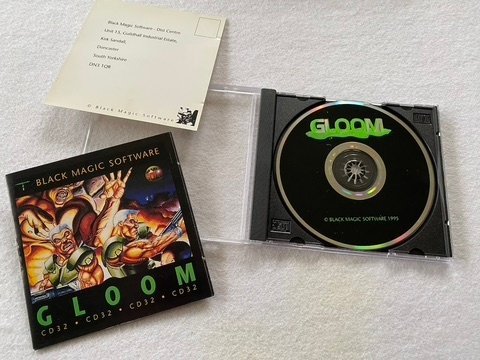 Black Magic Software - Dist Centre.
Unit 15, Guildhall Industrial Estate,
Kirk Sandall,
Doncaster
South Yorkshire
DN3 1QR
© Black Magic Software
BLACK MAGIC SOFTWARE
GLOOM
CD32 • CD32 • CD32 • CD32
GLOOM
© BLACK MAGIC SOFTWARE 1995